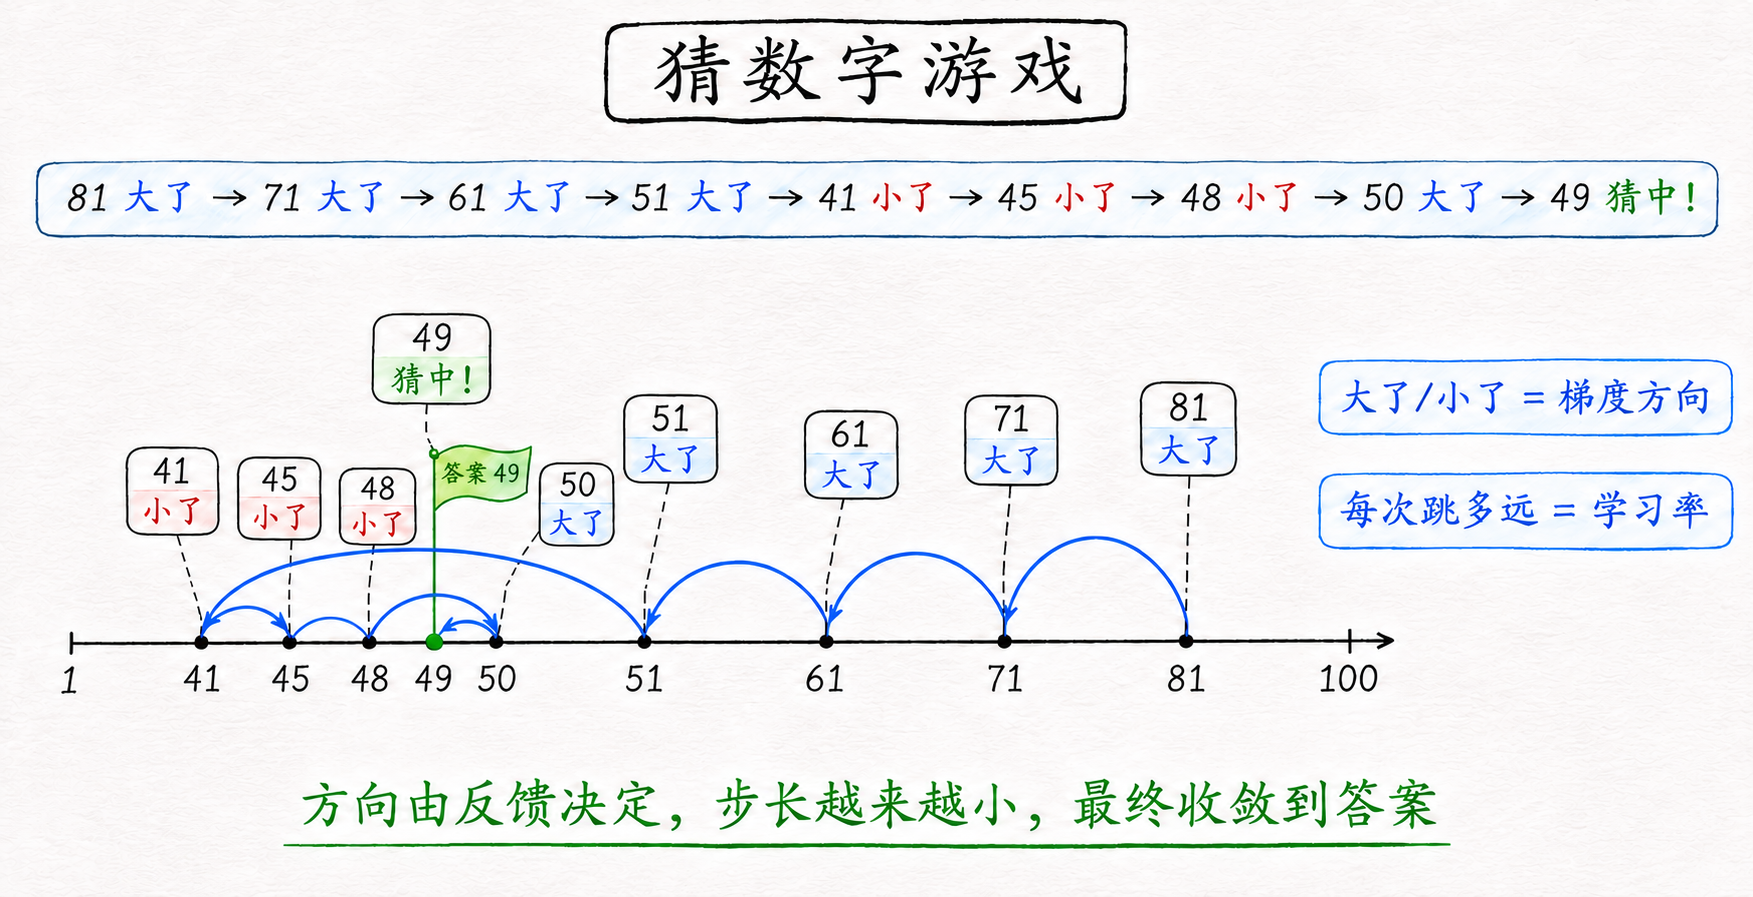 猜数字游戏
81 大了 → 71 大了 → 61 大了 → 51 大了 → 41 小了 → 45 小了 → 48 小了 → 50 大了 → 49 猜中！
49
猜中！
41
小了
45
小了
48
小了
答案 49
50
大了
51
大了
61
大了
71
大了
81
大了
大了/小了 = 梯度方向
每次跳多远 = 学习率
1 41 45 48 49 50 51 61 71 81 100
方向由反馈决定，步长越来越小，最终收敛到答案